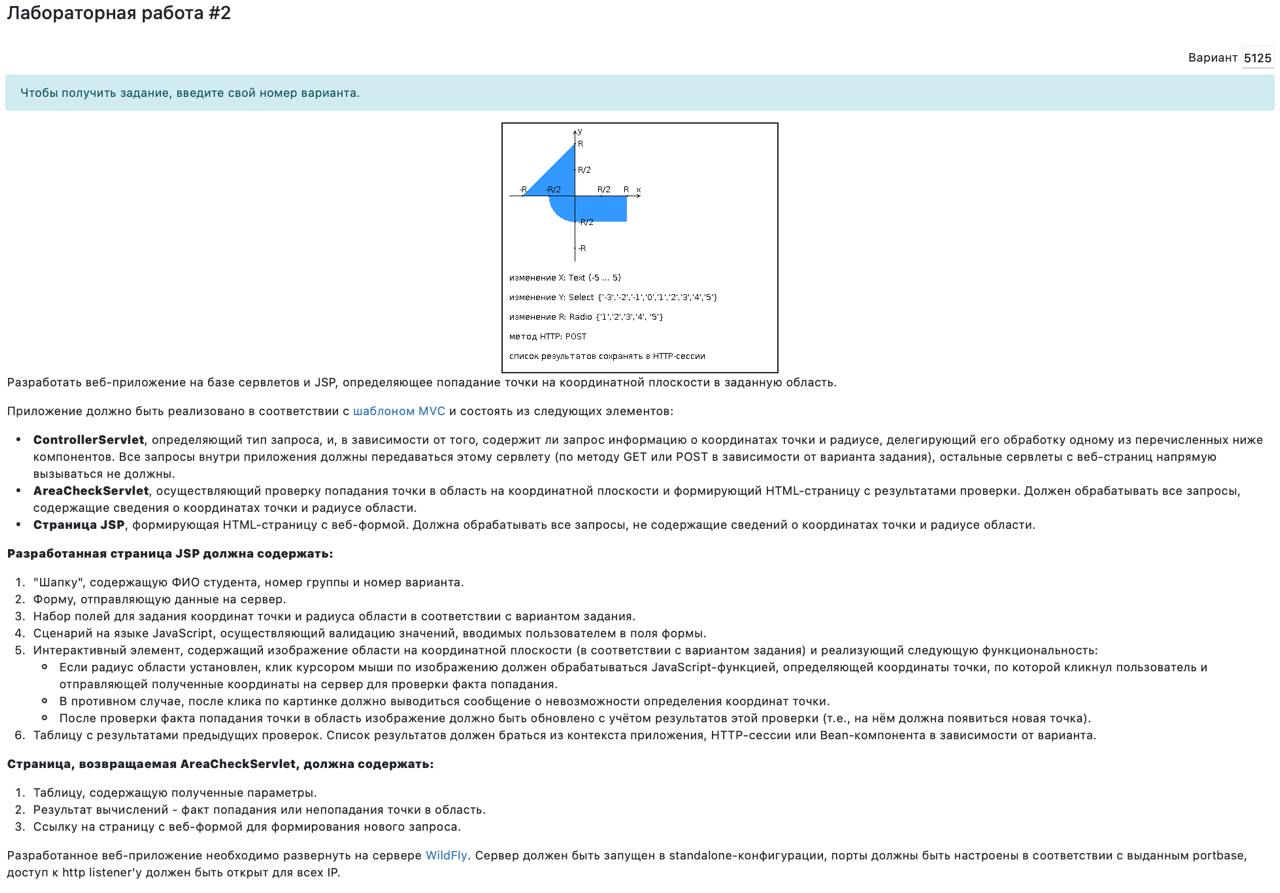 Лабораторная работа #2
Вариант 5125
Чтобы получить задание, введите свой номер варианта.
y
R
R/2
-R
-R/2
R/2
R
x
-R/2
-R
изменение X: Text (-5 ... 5)
изменение Y: Select {'-3','-2','-1','0','1','2','3','4','5'}
изменение R: Radio {'1','2','3','4', '5'}
метод HTTP: POST
список результатов сохранять в HTTP-сессии
Разработать веб-приложение на базе сервлетов и JSP, определяющее попадание точки на координатной плоскости в заданную область.
Приложение должно быть реализовано в соответствии с шаблоном MVC и состоять из следующих элементов:
• ControllerServlet, определяющий тип запроса, и, в зависимости от того, содержит ли запрос информацию о координатах точки и радиусе, делегирующий его обработку одному из перечисленных ниже
компонентов. Все запросы внутри приложения должны передаваться этому сервлету (по методу GET или POST в зависимости от варианта задания), остальные сервлеты с веб-страниц напрямую
вызываться не должны.
• AreaCheckServlet, осуществляющий проверку попадания точки в область на координатной плоскости и формирующий HTML-страницу с результатами проверки. Должен обрабатывать все запросы,
содержащие сведения о координатах точки и радиусе области.
• Страница JSP, формирующая HTML-страницу с веб-формой. Должна обрабатывать все запросы, не содержащие сведений о координатах точки и радиусе области.
Разработанная страница JSP должна содержать:
1. "Шапку", содержащую ФИО студента, номер группы и номер варианта.
2. Форму, отправляющую данные на сервер.
3. Набор полей для задания координат точки и радиуса области в соответствии с вариантом задания.
4. Сценарий на языке JavaScript, осуществляющий валидацию значений, вводимых пользователем в поля формы.
5. Интерактивный элемент, содержащий изображение области на координатной плоскости (в соответствии с вариантом задания) и реализующий следующую функциональность:
Если радиус области установлен, клик курсором мыши по изображению должен обрабатываться JavaScript-функцией, определяющей координаты точки, по которой кликнул пользователь и
отправляющей полученные координаты на сервер для проверки факта попадания.
В противном случае, после клика по картинке должно выводиться сообщение о невозможности определения координат точки.
После проверки факта попадания точки в область изображение должно быть обновлено с учётом результатов этой проверки (т.е., на нём должна появиться новая точка).
6. Таблицу с результатами предыдущих проверок. Список результатов должен браться из контекста приложения, HTTP-сессии или Bean-компонента в зависимости от варианта.
Страница, возвращаемая AreaCheckServlet, должна содержать:
1. Таблицу, содержащую полученные параметры.
2. Результат вычислений - факт попадания или непопадания точки в область.
3. Ссылку на страницу с веб-формой для формирования нового запроса.
Разработанное веб-приложение необходимо развернуть на сервере WildFly. Сервер должен быть запущен в standalone-конфигурации, порты должны быть настроены в соответствии с выданным portbase,
доступ к http listener'у должен быть открыт для всех IP.